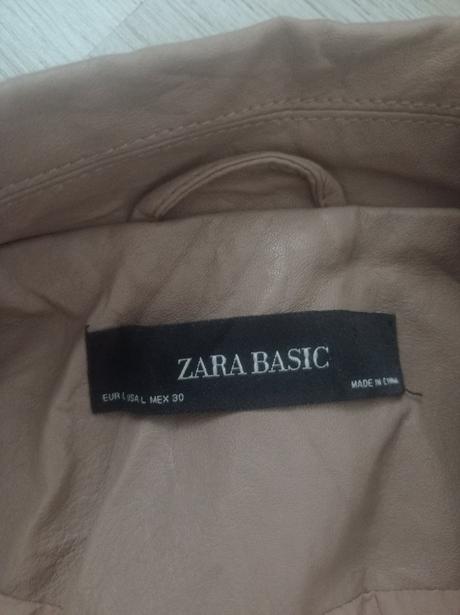 ZARA BASIC
EUR L USA L MEX 30
MADE IN CHINA